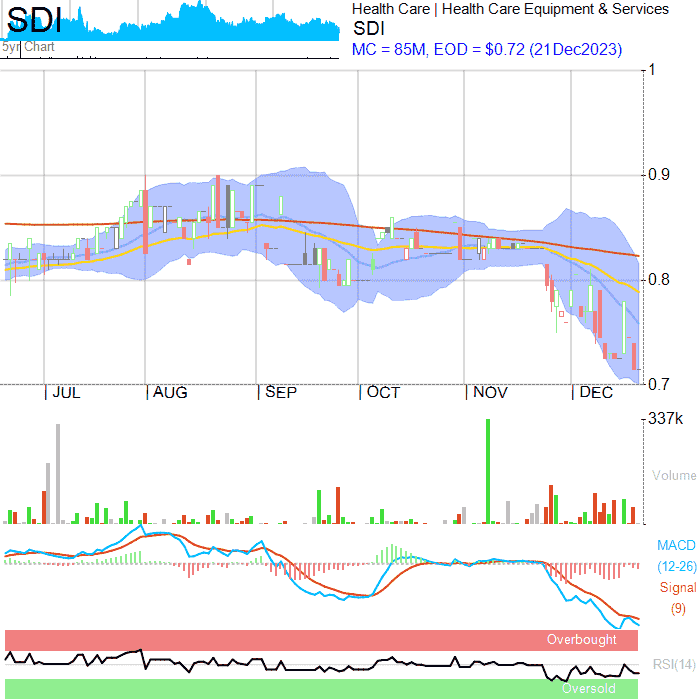 SDI
5yr Chart
Health Care | Health Care Equipment & Services
SDI
MC = 85M, EOD = $0.72 (21Dec2023)
1
0.9
0.8
0.7
JUL AUG SEP OCT NOV DEC
337k
Volume
MACD
(12-26)
Signal
(9)
Overbought
RSI(14)
Oversold